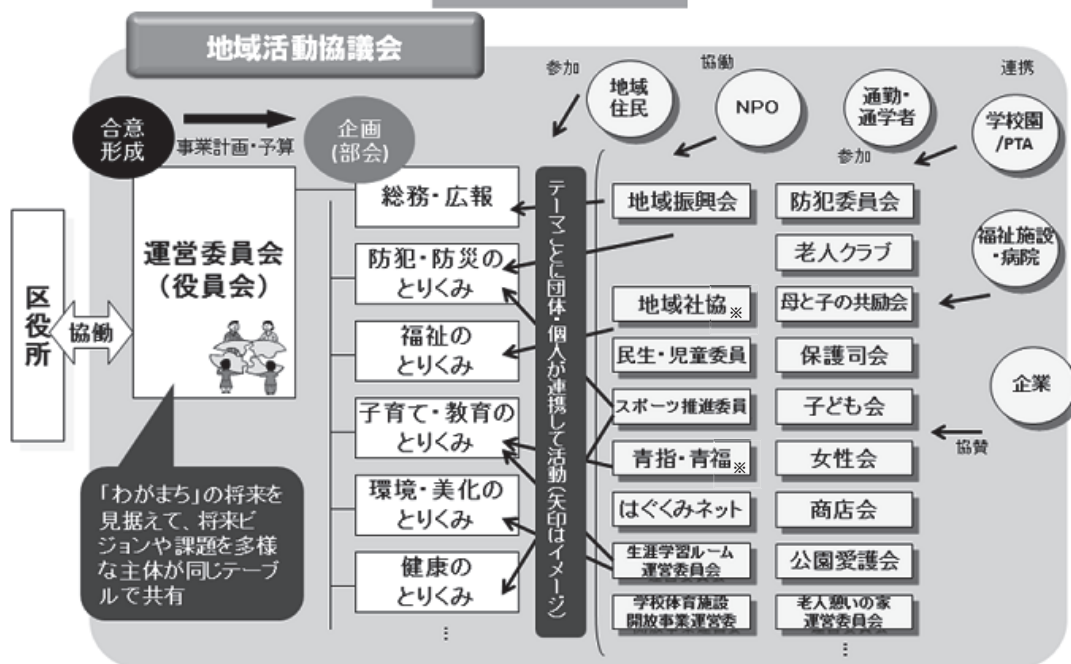 地域活動協議会
合意
形成
事業計画・予算
企画
(部会)
区役所
協働
運営委員会
（役員会）
「わがまち」の将来を
見据えて、将来ビ
ジョンや課題を多様
な主体が同じテーブ
ルで共有
総務・広報
防犯・防災の
とりくみ
福祉の
とりくみ
子育て・教育の
とりくみ
環境・美化の
とりくみ
健康の
とりくみ
…
テーマごとに団体・個人が連携して活動（矢印はイメージ）
参加
地域
住民
協働
NPO
通勤・
通学者
参加
連携
学校園
/PTA
福祉施設
・病院
企業
協賛
地域振興会
防犯委員会
老人クラブ
地域社協※
母と子の共励会
民生・児童委員
保護司会
スポーツ推進委員
子ども会
青指・青福※
女性会
はぐくみネット
商店会
生涯学習ルーム
運営委員会
公園愛護会
学校体育施設
開放事業運営委
老人憩いの家
運営委員会
…